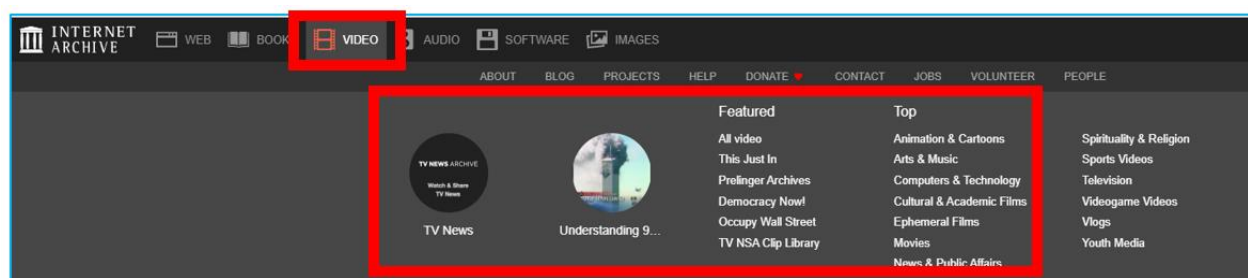 INTERNET
ARCHIVE
WEB
BOOK
VIDEO
AUDIO
SOFTWARE
IMAGES
ABOUT
BLOG
PROJECTS
HELP
DONATE
CONTACT
JOBS
VOLUNTEER
PEOPLE
TV NEWS ARCHIVE
Watch & Share
TV News
TV News
Understanding 9...
Featured
All video
This Just In
Prelinger Archives
Democracy Now!
Occupy Wall Street
TV NSA Clip Library
Top
Animation & Cartoons
Arts & Music
Computers & Technology
Cultural & Academic Films
Ephemeral Films
Movies
News & Public Affairs
Spirituality & Religion
Sports Videos
Television
Videogame Videos
Vlogs
Youth Media